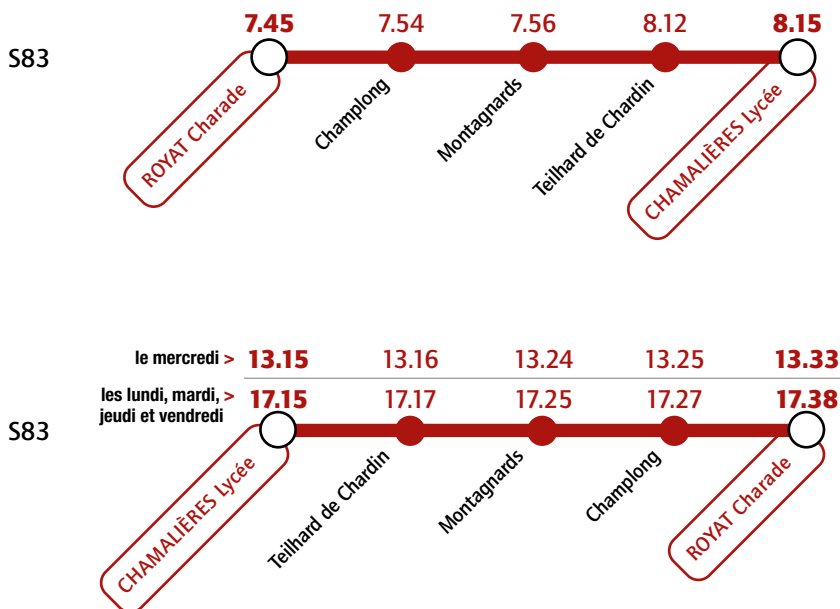 7.45 7.54 7.56 8.12 8.15
S83
ROYAT Charade
Champlong
Montagnards
Teilhard de Chardin
CHAMALIÈRES Lycée
le mercredi > 13.15 13.16 13.24 13.25 13.33
les lundi, mardi, > 17.15 17.17 17.25 17.27 17.38
jeudi et vendredi
S83
CHAMALIÈRES Lycée
Teilhard de Chardin
Montagnards
Champlong
ROYAT Charade